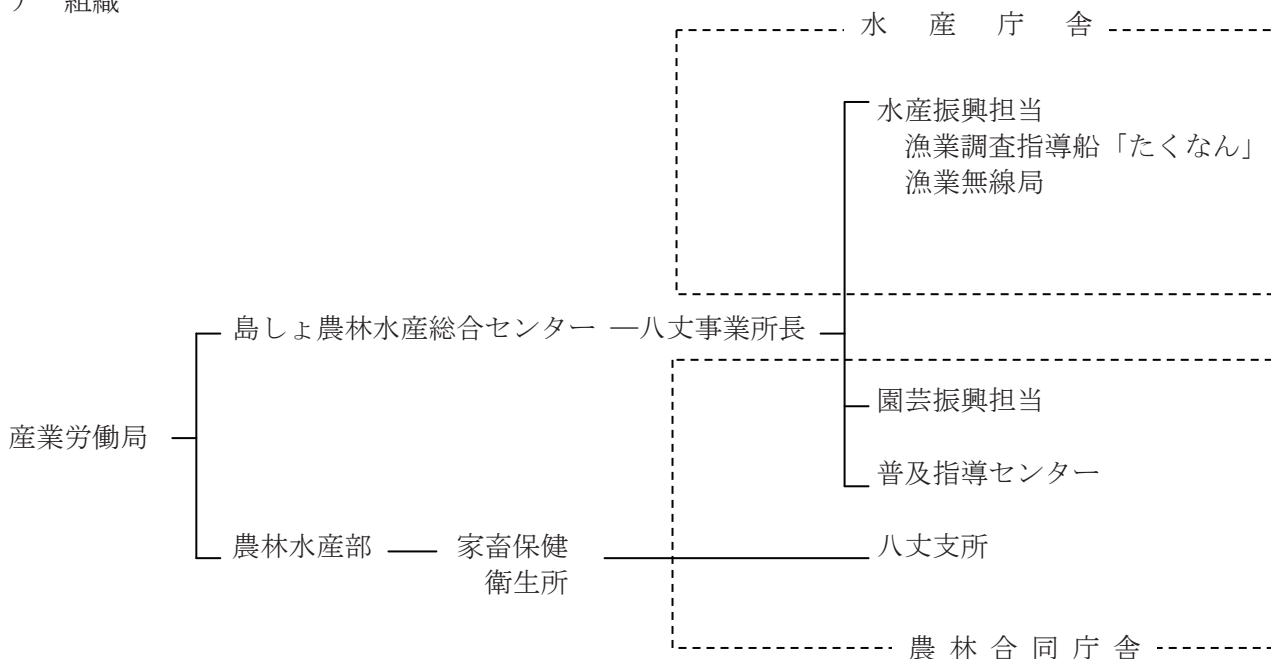 組織
水産庁舎
水産振興担当
漁業調査指導船「たくなん」
漁業無線局
島しょ農林水産総合センター ―八丈事業所長
園芸振興担当
産業労働局
普及指導センター
農林水産部 ― 家畜保健
衛生所
八丈支所
農林合同庁舎